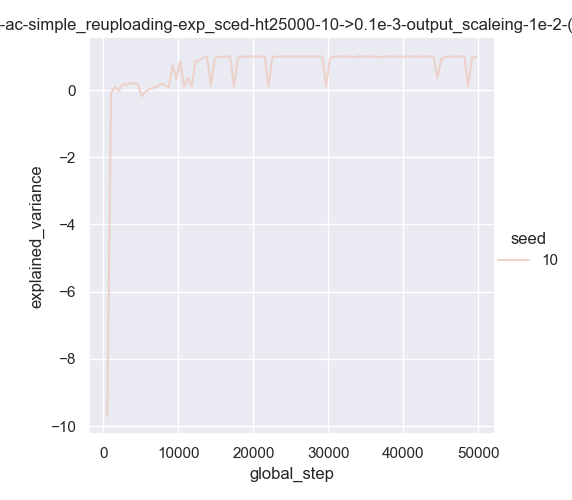 -ac-simple_reuploading-exp_sced-ht25000-10->0.1e-3-output_scaleing-1e-2-(
0
−2
−4
−6
−8
−10
explained_variance
0 10000 20000 30000 40000 50000
global_step
seed
10